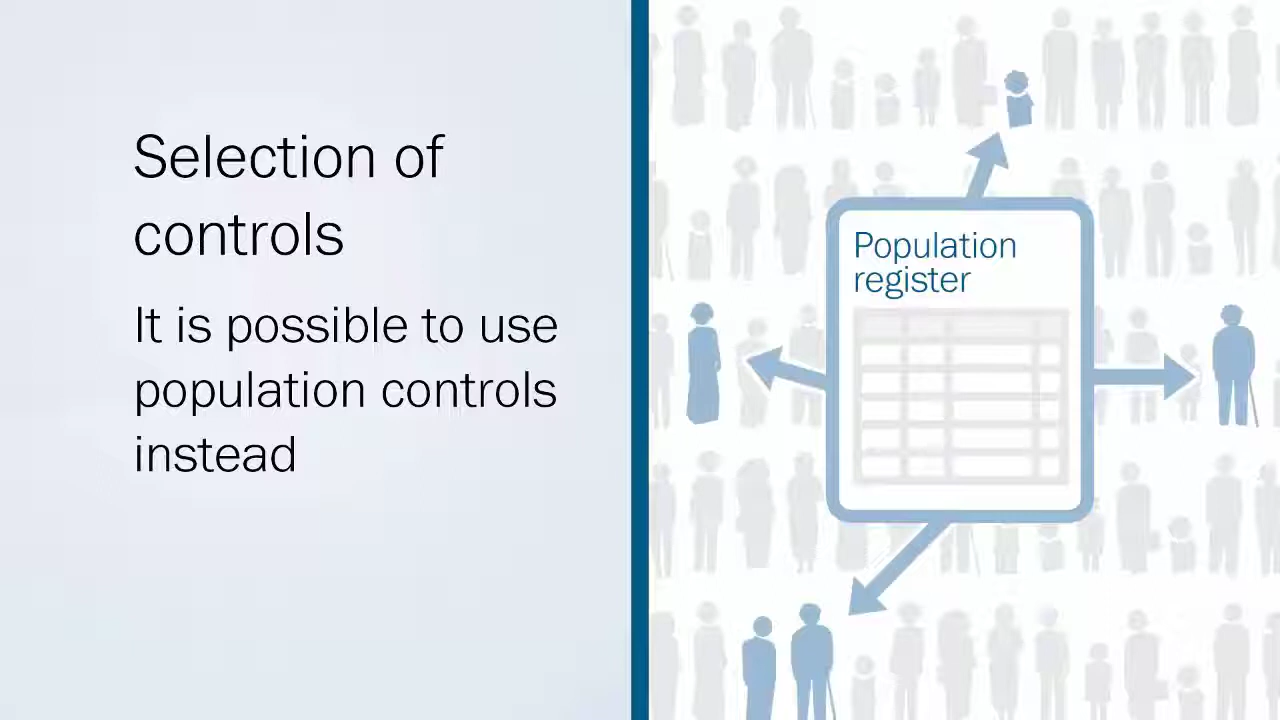 Selection of
controls
It is possible to use
population controls
instead
Population
register